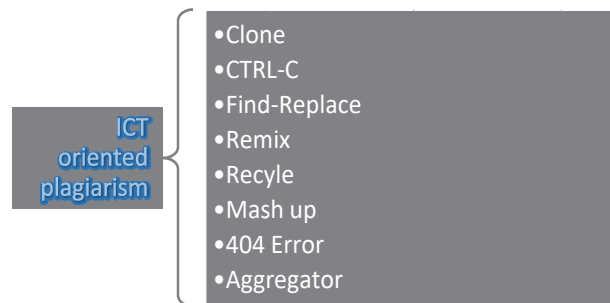 ICT
oriented
plagiarism
•Clone
•CTRL-C
•Find-Replace
•Remix
•Recyle
•Mash up
•404 Error
•Aggregator